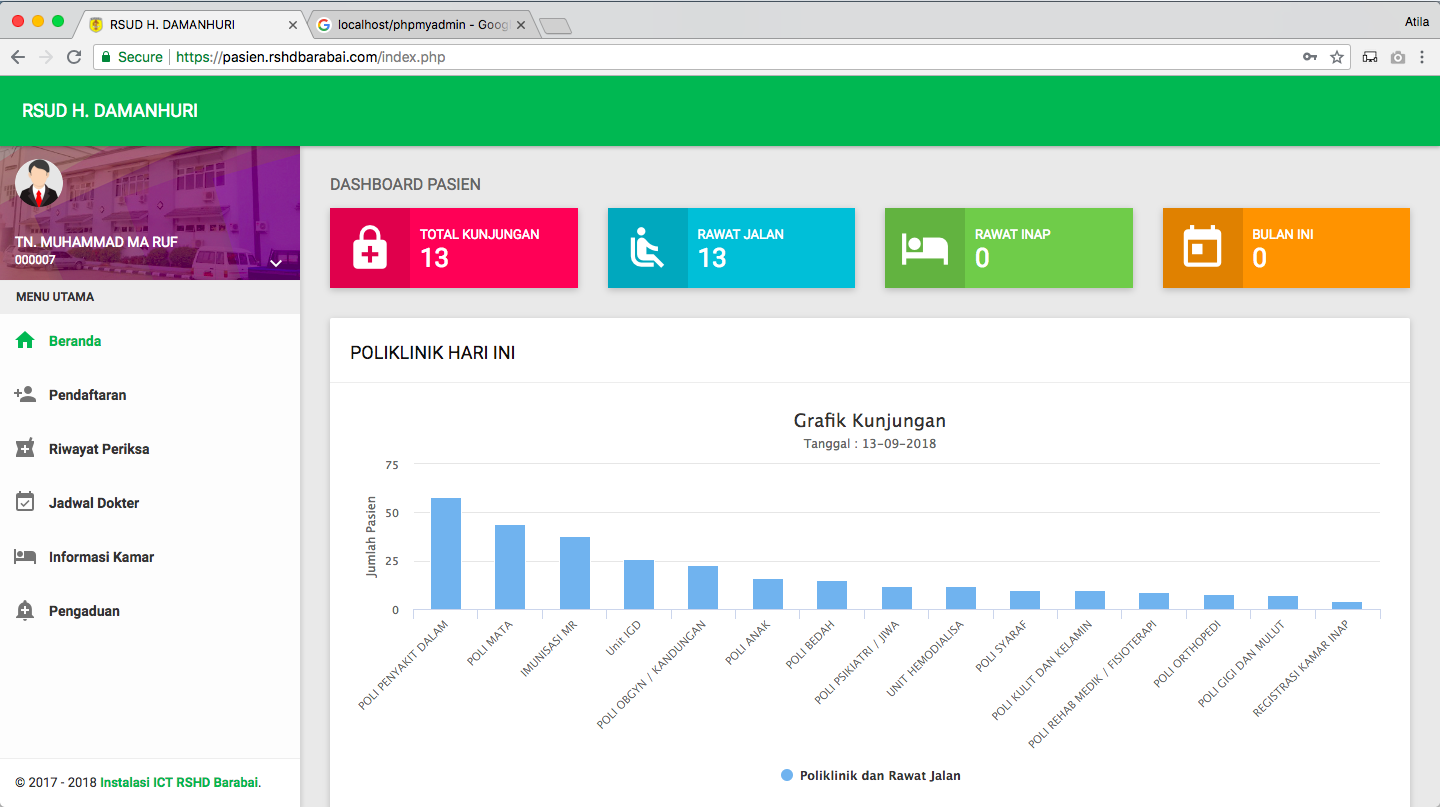 RSUD H. DAMANHURI
localhost/phpmyadmin - Goog
Atila
Secure
https://pasien.rshdbarabai.com/index.php
RSUD H. DAMANHURI
TN. MUHAMMAD MA RUF
000007
MENU UTAMA
Beranda
Pendaftaran
Riwayat Periksa
Jadwal Dokter
Informasi Kamar
Pengaduan
© 2017 - 2018 Instalasi ICT RSHD Barabai.
DASHBOARD PASIEN
TOTAL KUNJUNGAN
13
RAWAT JALAN
13
RAWAT INAP
0
BULAN INI
0
POLIKLINIK HARI INI
Grafik Kunjungan
Tanggal : 13-09-2018
Jumlah Pasien
75
50
25
0
POLI PENYAKIT DALAM
POLI MATA
IMUNISASI MR
Unit IGD
POLI OBGYN / KANDUNGAN
POLI ANAK
POLI BEDAH
POLI PSIKIATRI / JIWA
UNIT HEMODIALISA
POLI SYARAF
POLI KULIT DAN KELAMIN
POLI REHAB MEDIK / FISIOTERAPI
POLI ORTHOPEDI
POLI GIGI DAN MULUT
REGISTRASI KAMAR INAP
Poliklinik dan Rawat Jalan